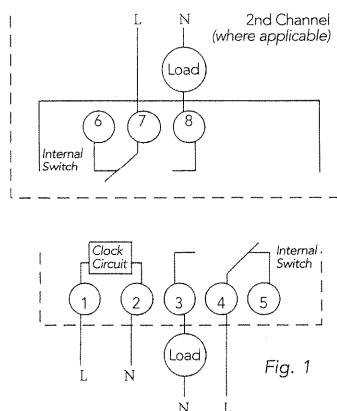 L N 2nd Channel
(where applicable)
Load
6 7 8
Internal
Switch
Clock
Circuit
Internal
Switch
1 2 3 4 5
Load
L N Fig. 1
N L